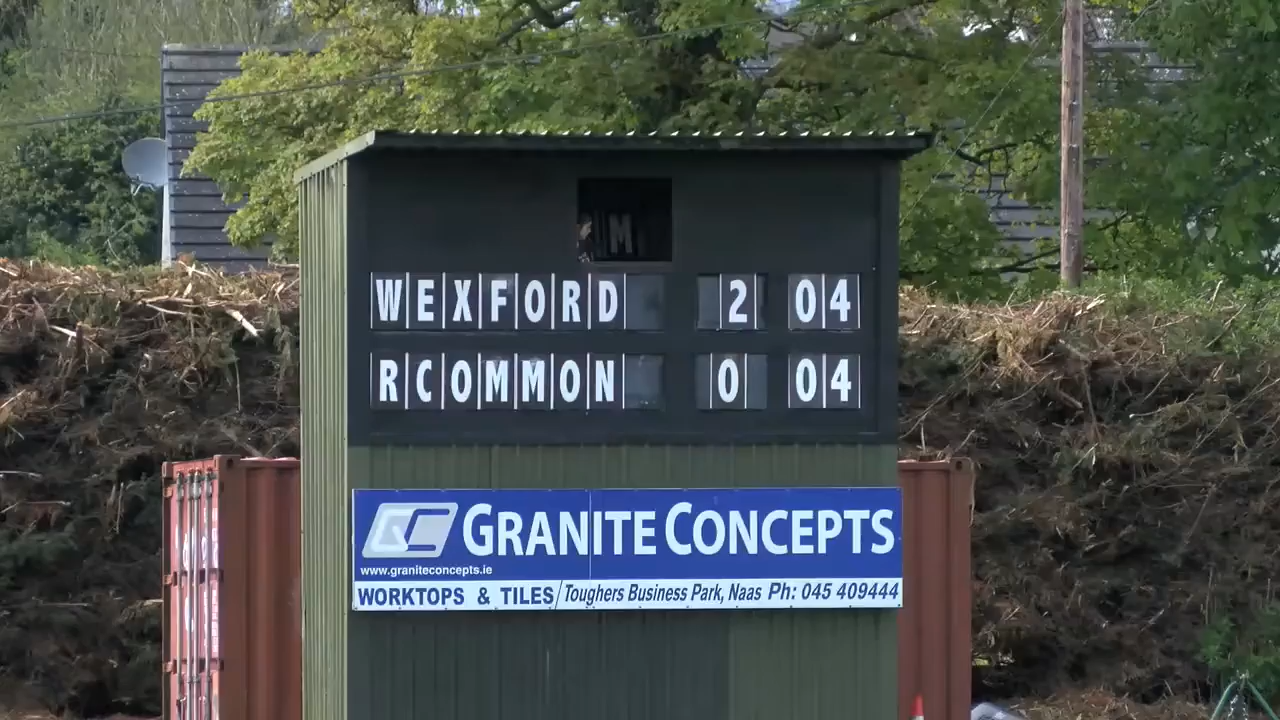 M
WEXFORD 2 04
RCOMMON 0 04
GC GRANITE CONCEPTS
www.graniteconcepts.ie
WORKTOPS & TILES / Toughers Business Park, Naas Ph: 045 409444